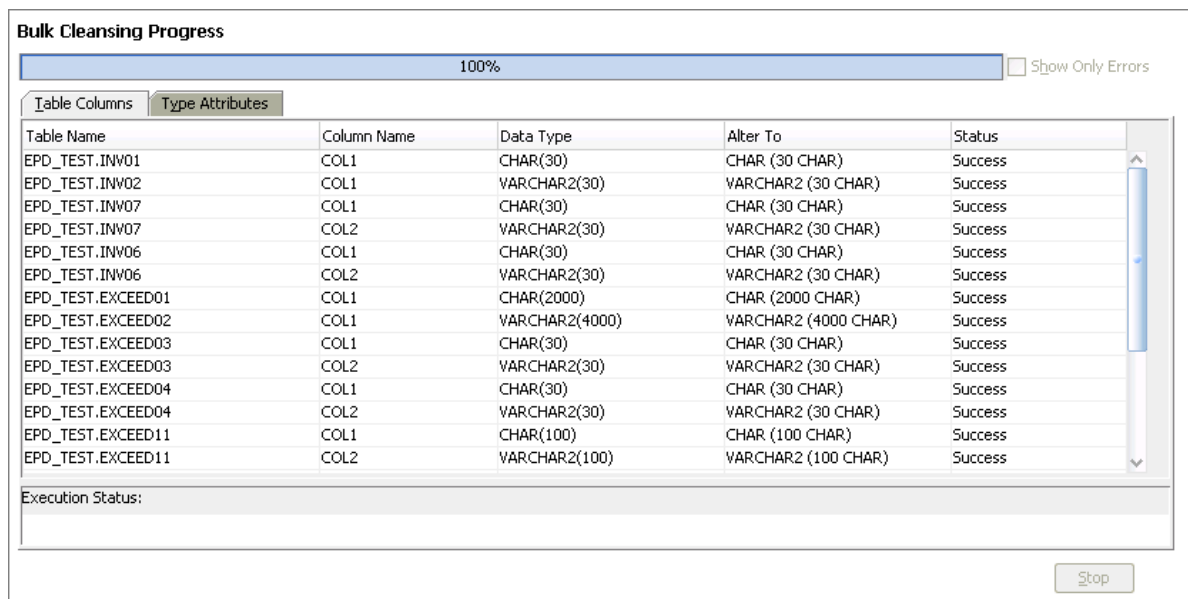 Bulk Cleansing Progress
100%
Show Only Errors
Table Columns Type Attributes
Table Name Column Name Data Type Alter To Status
EPD_TEST.INV01 COL1 CHAR(30) CHAR (30 CHAR) Success
EPD_TEST.INV02 COL1 VARCHAR2(30) VARCHAR2 (30 CHAR) Success
EPD_TEST.INV07 COL1 CHAR(30) CHAR (30 CHAR) Success
EPD_TEST.INV07 COL2 VARCHAR2(30) VARCHAR2 (30 CHAR) Success
EPD_TEST.INV06 COL1 CHAR(30) CHAR (30 CHAR) Success
EPD_TEST.INV06 COL2 VARCHAR2(30) VARCHAR2 (30 CHAR) Success
EPD_TEST.EXCEED01 COL1 CHAR(2000) CHAR (2000 CHAR) Success
EPD_TEST.EXCEED02 COL1 VARCHAR2(4000) VARCHAR2 (4000 CHAR) Success
EPD_TEST.EXCEED03 COL1 CHAR(30) CHAR (30 CHAR) Success
EPD_TEST.EXCEED03 COL2 VARCHAR2(30) VARCHAR2 (30 CHAR) Success
EPD_TEST.EXCEED04 COL1 CHAR(30) CHAR (30 CHAR) Success
EPD_TEST.EXCEED04 COL2 VARCHAR2(30) VARCHAR2 (30 CHAR) Success
EPD_TEST.EXCEED11 COL1 CHAR(100) CHAR (100 CHAR) Success
EPD_TEST.EXCEED11 COL2 VARCHAR2(100) VARCHAR2 (100 CHAR) Success
Execution Status:
Stop